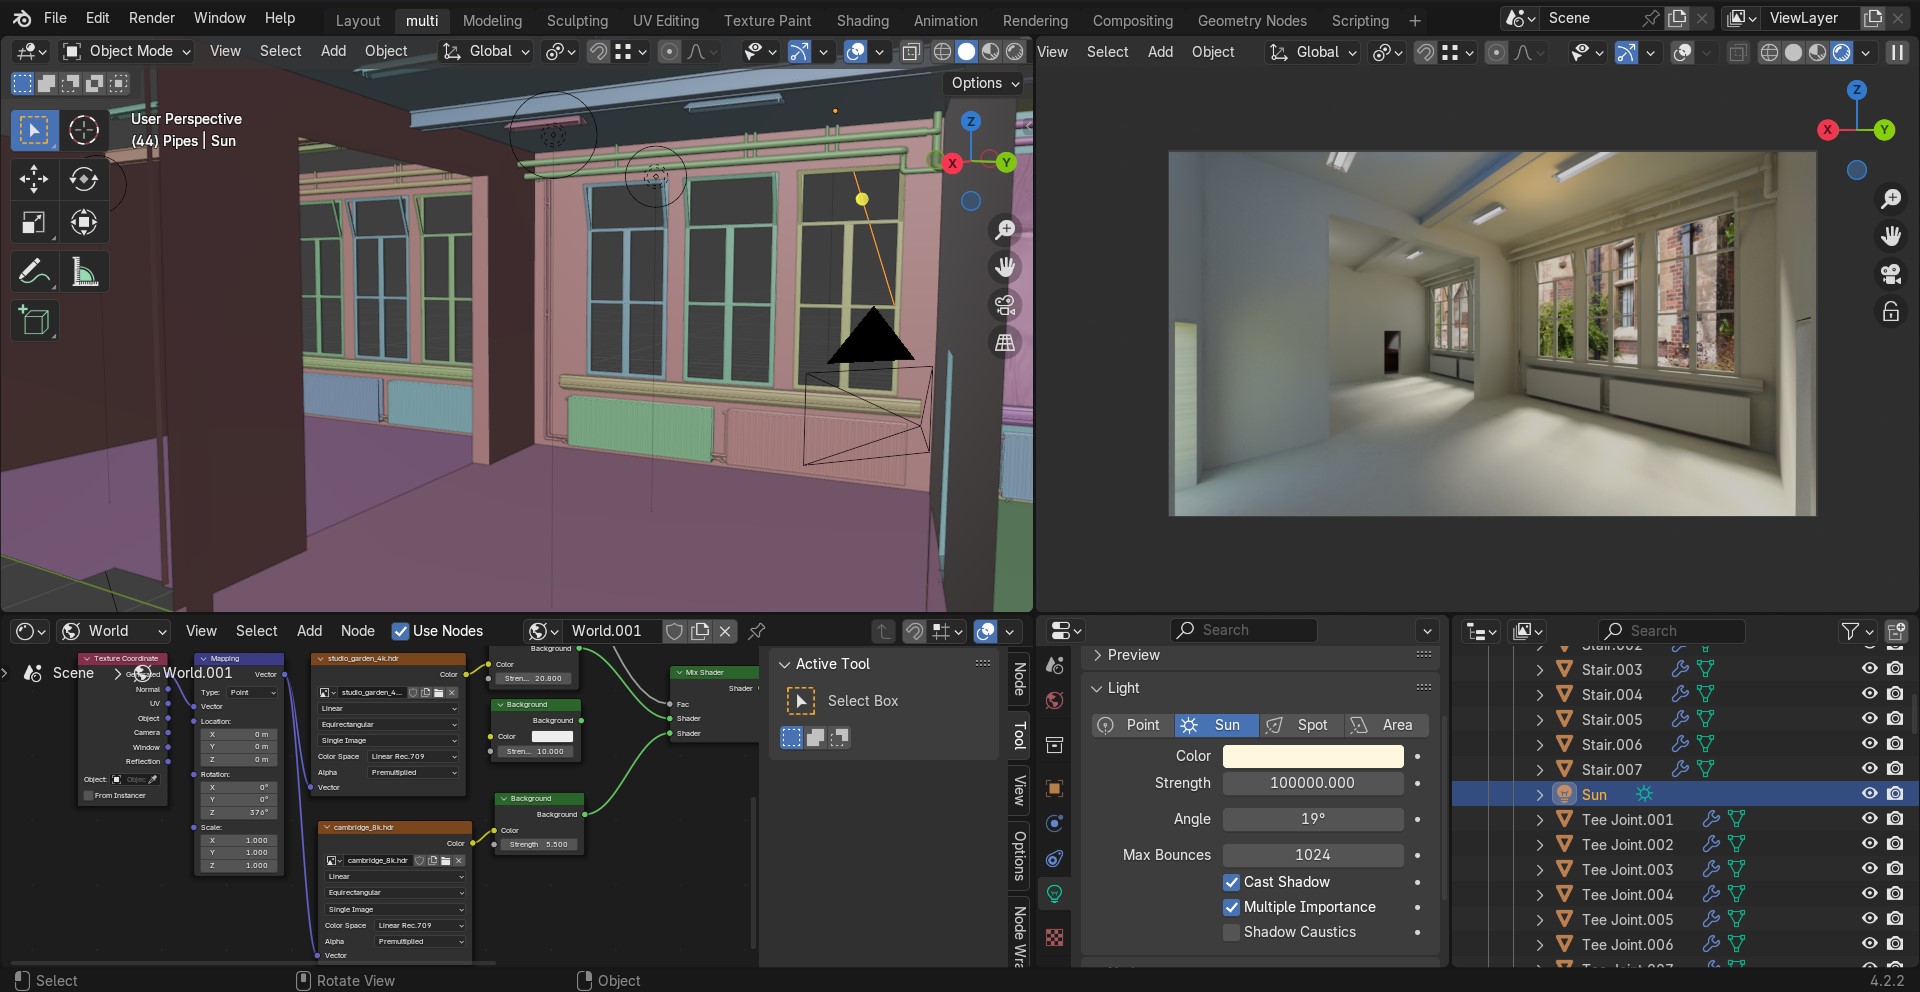 File Edit Render Window Help Layout multi Modeling Sculpting UV Editing Texture Paint Shading Animation Rendering Compositing Geometry Nodes Scripting + Scene ViewLayer
Object Mode View Select Add Object Global
View Select Add Object Global
Options
User Perspective
(44) Pipes | Sun
Z
X
Y
Z
X
Y
World View Select Add Node Use Nodes World.001
Scene World.001
Texture Coordinate
Normal
UV
Object
Camera
Window
Reflection
Object:
From Instancer
Mapping
Vector
Type: Point
Vector
Location:
X 0 m
Y 0 m
Z 0 m
Rotation:
X 0°
Y 0°
Z 376°
Scale:
X 1.000
Y 1.000
Z 1.000
studio_garden_4k.hdr
Color
studio_garden_4...
Linear
Equirectangular
Single Image
Color Space Linear Rec.709
Alpha Premultiplied
Vector
cambridge_8k.hdr
Color
cambridge_8k.hdr
Linear
Equirectangular
Single Image
Color Space Linear Rec.709
Alpha Premultiplied
Vector
Background
Color
Stren... 20.800
Background
Background
Color
Stren... 10.000
Background
Background
Color
Strength 5.500
Mix Shader
Shader
Fac
Shader
Shader
Active Tool
Select Box
Node
Tool
View
Options
Node Wra
Search
Preview
Light
Point Sun Spot Area
Color
Strength 100000.000
Angle 19°
Max Bounces 1024
Cast Shadow
Multiple Importance
Shadow Caustics
Search
Stair.002
Stair.003
Stair.004
Stair.005
Stair.006
Stair.007
Sun
Tee Joint.001
Tee Joint.002
Tee Joint.003
Tee Joint.004
Tee Joint.005
Tee Joint.006
Select Rotate View Object 4.2.2